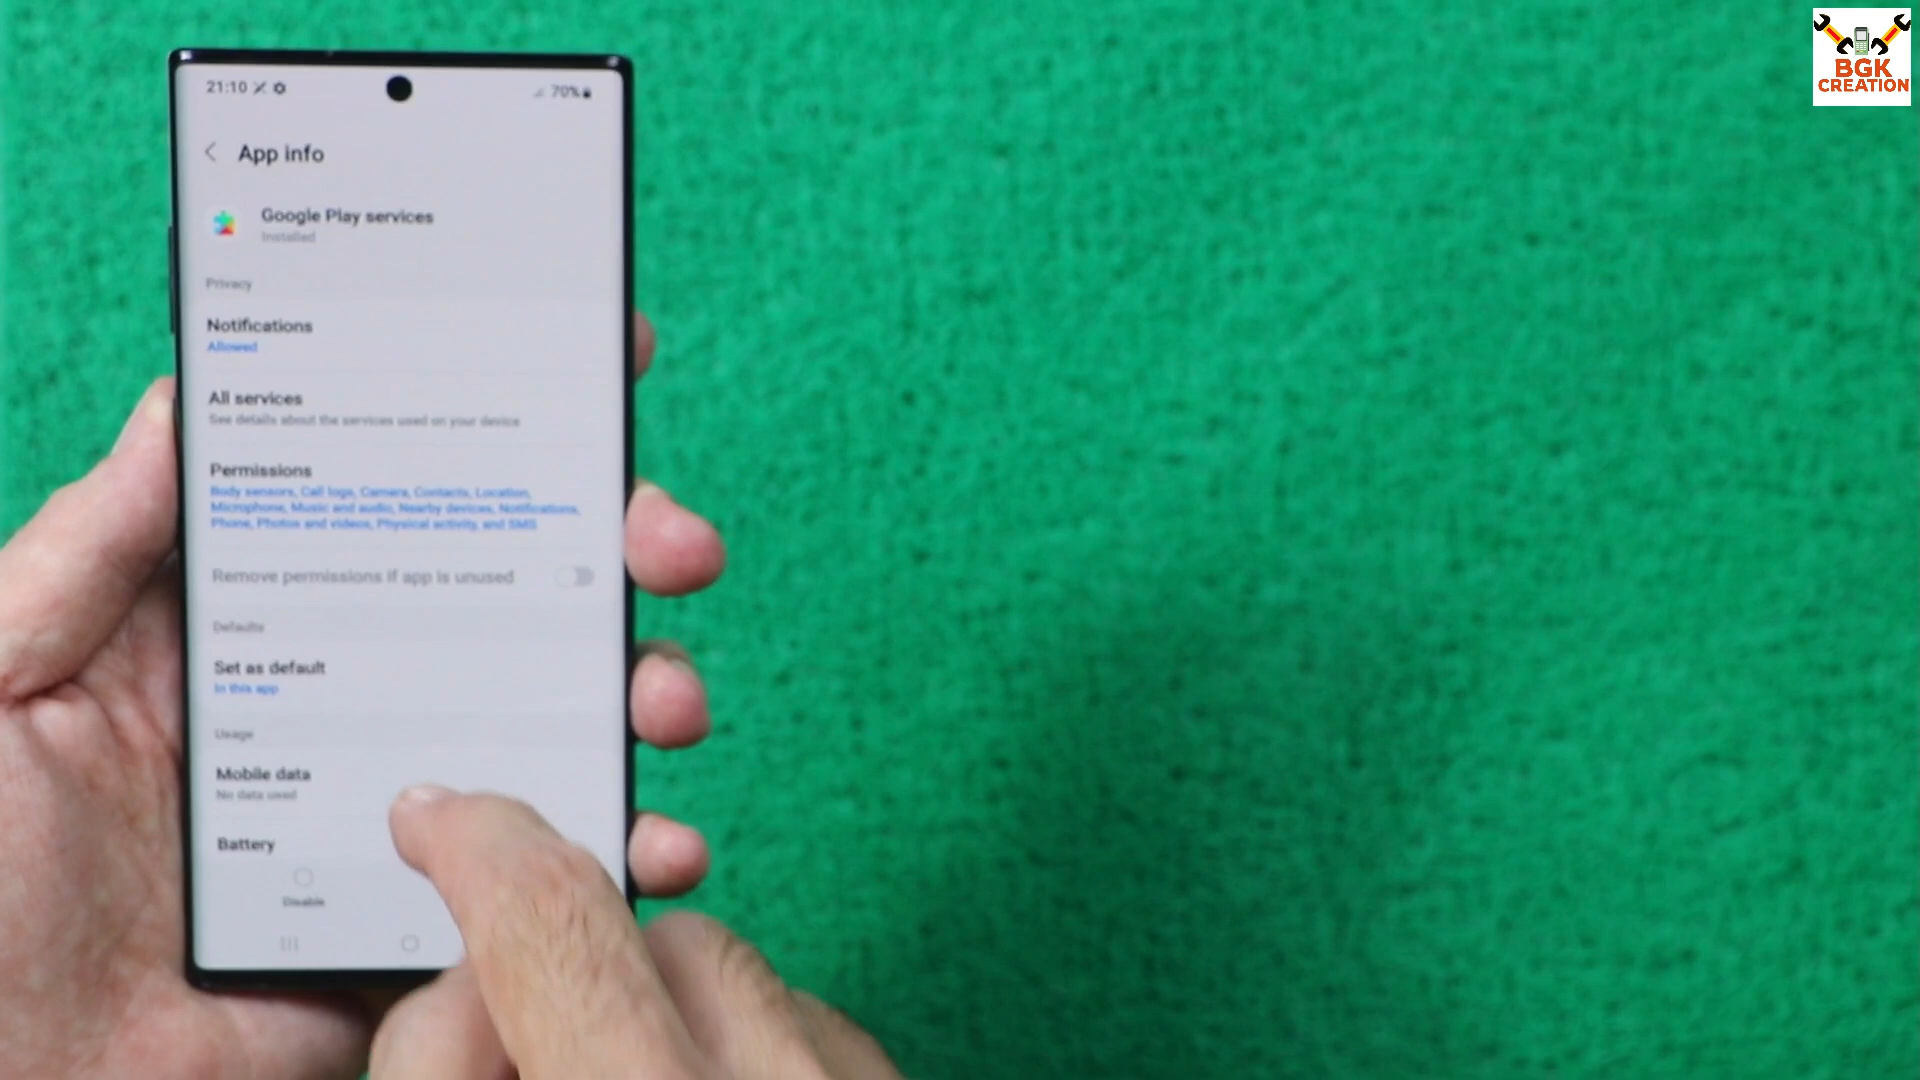 21:10
70%
App info
Google Play services
Installed
Privacy
Notifications
Allowed
All services
See details about the services used on your device
Permissions
Body sensors, Call logs, Camera, Contacts, Location,
Microphone, Music and audio, Nearby devices, Notifications,
Phone, Photos and videos, Physical activity, and SMS
Remove permissions if app is unused
Defaults
Set as default
In this app
Usage
Mobile data
No data used
Battery
Disable
BGK
CREATION